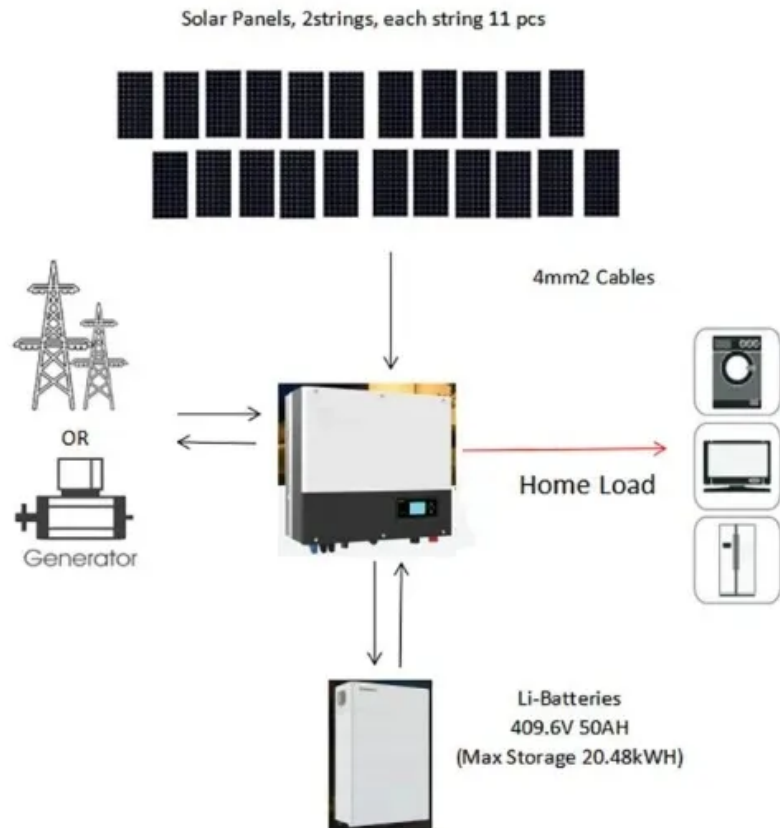 Solar Panels, 2strings, each string 11 pcs
4mm2 Cables
OR
Home Load
Generator
Li-Batteries
409.6V 50AH
(Max Storage 20.48kWH)